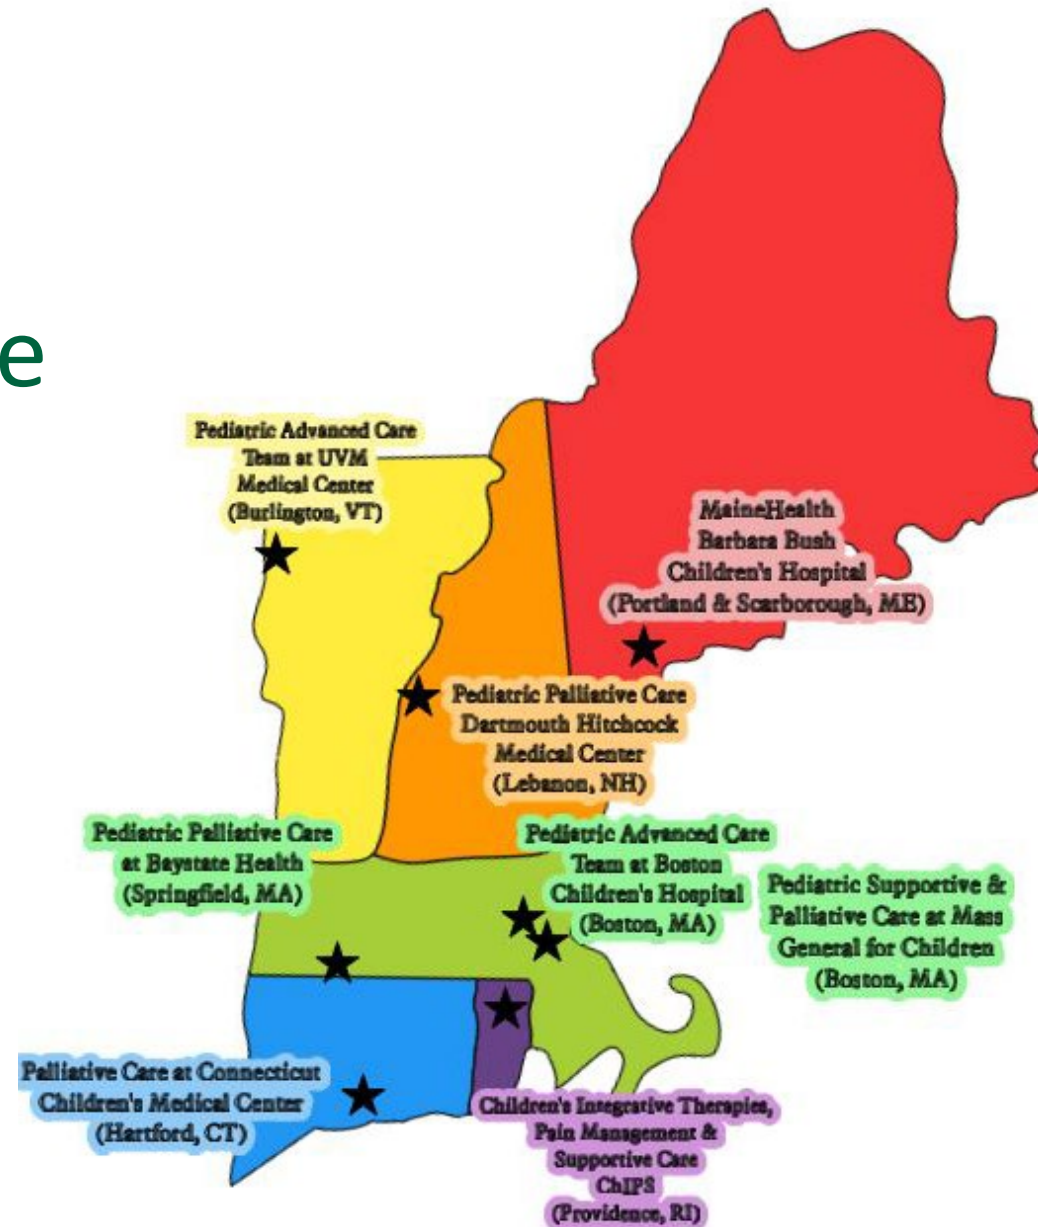 e
Pediatric Advanced Care
Team at UVM
Medical Center
(Burlington, VT)
MaineHealth
Barbara Bush
Children's Hospital
(Portland & Scarborough, ME)
Pediatric Palliative Care
Dartmouth Hitchcock
Medical Center
(Lebanon, NH)
Pediatric Palliative Care
at Baystate Health
(Springfield, MA)
Pediatric Advanced Care
Team at Boston
Children's Hospital
(Boston, MA)
Pediatric Supportive &
Palliative Care at Mass
General for Children
(Boston, MA)
Palliative Care at Connecticut
Children's Medical Center
(Hartford, CT)
Children's Integrative Therapies,
Pain Management &
Supportive Care
ChIPS
(Providence, RI)